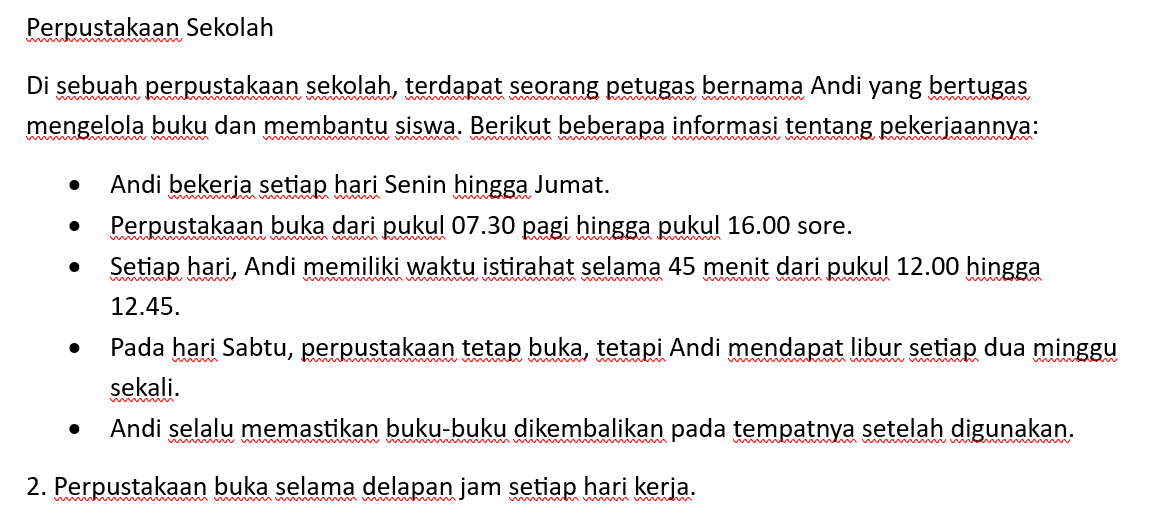 Perpustakaan Sekolah
Di sebuah perpustakaan sekolah, terdapat seorang petugas bernama Andi yang bertugas
mengelola buku dan membantu siswa. Berikut beberapa informasi tentang pekerjaannya:
• Andi bekerja setiap hari Senin hingga Jumat.
• Perpustakaan buka dari pukul 07.30 pagi hingga pukul 16.00 sore.
• Setiap hari, Andi memiliki waktu istirahat selama 45 menit dari pukul 12.00 hingga
12.45.
• Pada hari Sabtu, perpustakaan tetap buka, tetapi Andi mendapat libur setiap dua minggu
sekali.
• Andi selalu memastikan buku-buku dikembalikan pada tempatnya setelah digunakan.
2. Perpustakaan buka selama delapan jam setiap hari kerja.